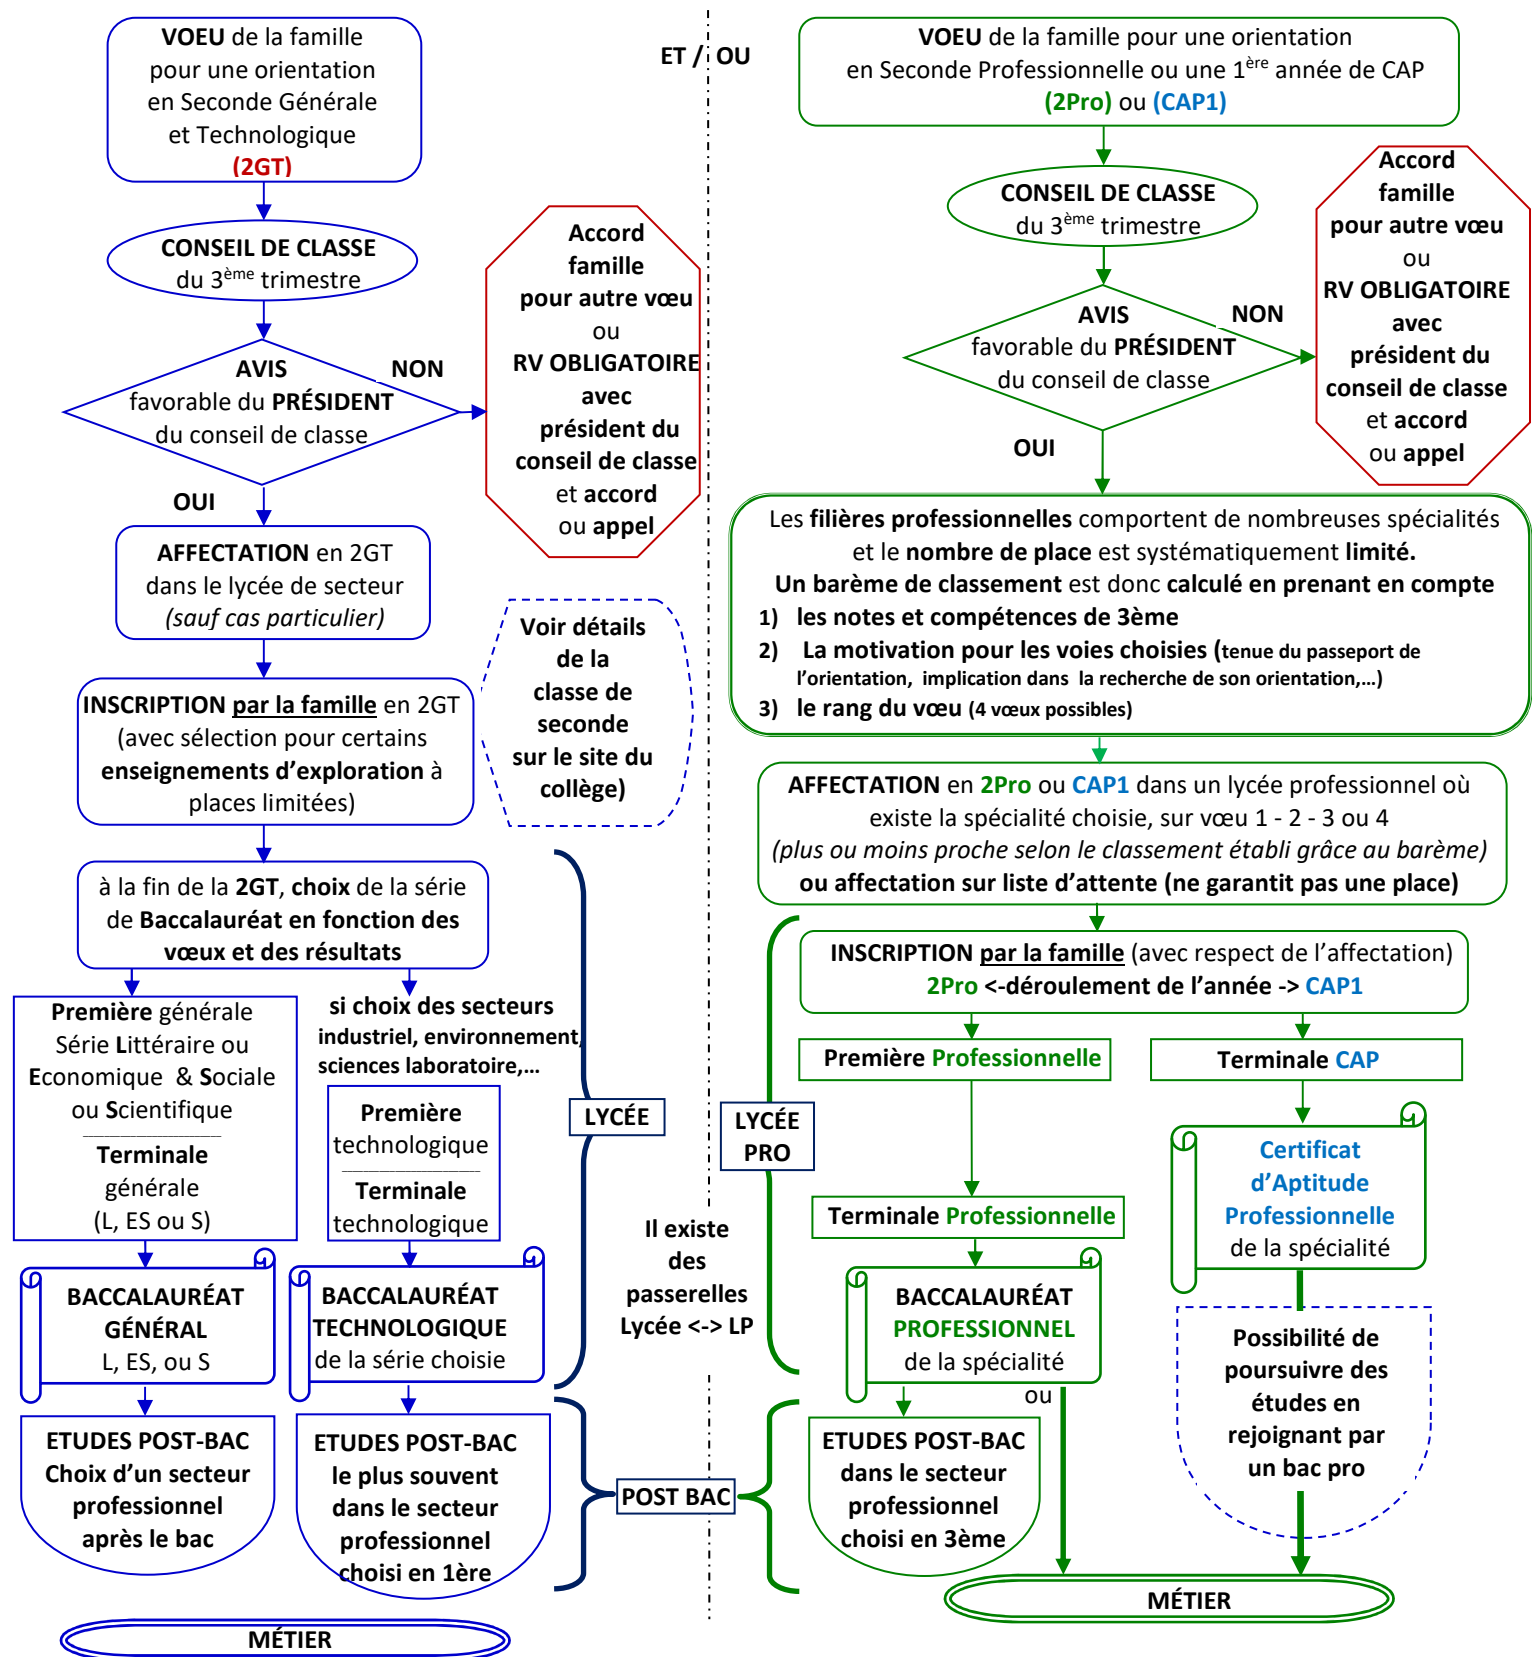 VOEU de la famille
pour une orientation
en Seconde Générale
et Technologique
(2GT)
CONSEIL DE CLASSE
du 3ème trimestre
AVIS
favorable du PRÉSIDENT
du conseil de classe
NON
OUI
Accord
famille
pour autre vœu
ou
RV OBLIGATOIRE
avec
président du
conseil de classe
et accord
ou appel
AFFECTATION en 2GT
dans le lycée de secteur
(sauf cas particulier)
INSCRIPTION par la famille en 2GT
(avec sélection pour certains
enseignements d’exploration à
places limitées)
Voir détails
de la
classe de
seconde
sur le site du
collège)
à la fin de la 2GT, choix de la série
de Baccalauréat en fonction des
vœux et des résultats
Première générale
Série Littéraire ou
Economique & Sociale
ou Scientifique
Terminale
générale
(L, ES ou S)
si choix des secteurs
industriel, environnement,
sciences laboratoire,…
Première
technologique
Terminale
technologique
BACCALAURÉAT
GÉNÉRAL
L, ES, ou S
BACCALAURÉAT
TECHNOLOGIQUE
de la série choisie
ETUDES POST-BAC
Choix d’un secteur
professionnel
après le bac
ETUDES POST-BAC
le plus souvent
dans le secteur
professionnel
choisi en 1ère
MÉTIER
ET / OU
LYCÉE
LYCÉE
PRO
Il existe
des
passerelles
Lycée <-> LP
POST BAC
VOEU de la famille pour une orientation
en Seconde Professionnelle ou une 1ère année de CAP
(2Pro) ou (CAP1)
CONSEIL DE CLASSE
du 3ème trimestre
AVIS
favorable du PRÉSIDENT
du conseil de classe
NON
OUI
Accord
famille
pour autre vœu
ou
RV OBLIGATOIRE
avec
président du
conseil de classe
et accord
ou appel
Les filières professionnelles comportent de nombreuses spécialités
et le nombre de place est systématiquement limité.
Un barème de classement est donc calculé en prenant en compte
1) les notes et compétences de 3ème
2) La motivation pour les voies choisies (tenue du passeport de
l’orientation, implication dans la recherche de son orientation,…)
3) le rang du vœu (4 vœux possibles)
AFFECTATION en 2Pro ou CAP1 dans un lycée professionnel où
existe la spécialité choisie, sur vœu 1 - 2 - 3 ou 4
(plus ou moins proche selon le classement établi grâce au barème)
ou affectation sur liste d’attente (ne garantit pas une place)
INSCRIPTION par la famille (avec respect de l’affectation)
2Pro <-déroulement de l’année -> CAP1
Première Professionnelle
Terminale CAP
Terminale Professionnelle
Certificat
d’Aptitude
Professionnelle
de la spécialité
BACCALAURÉAT
PROFESSIONNEL
de la spécialité
ou
Possibilité de
poursuivre des
études en
rejoignant par
un bac pro
ETUDES POST-BAC
dans le secteur
professionnel
choisi en 3ème
MÉTIER